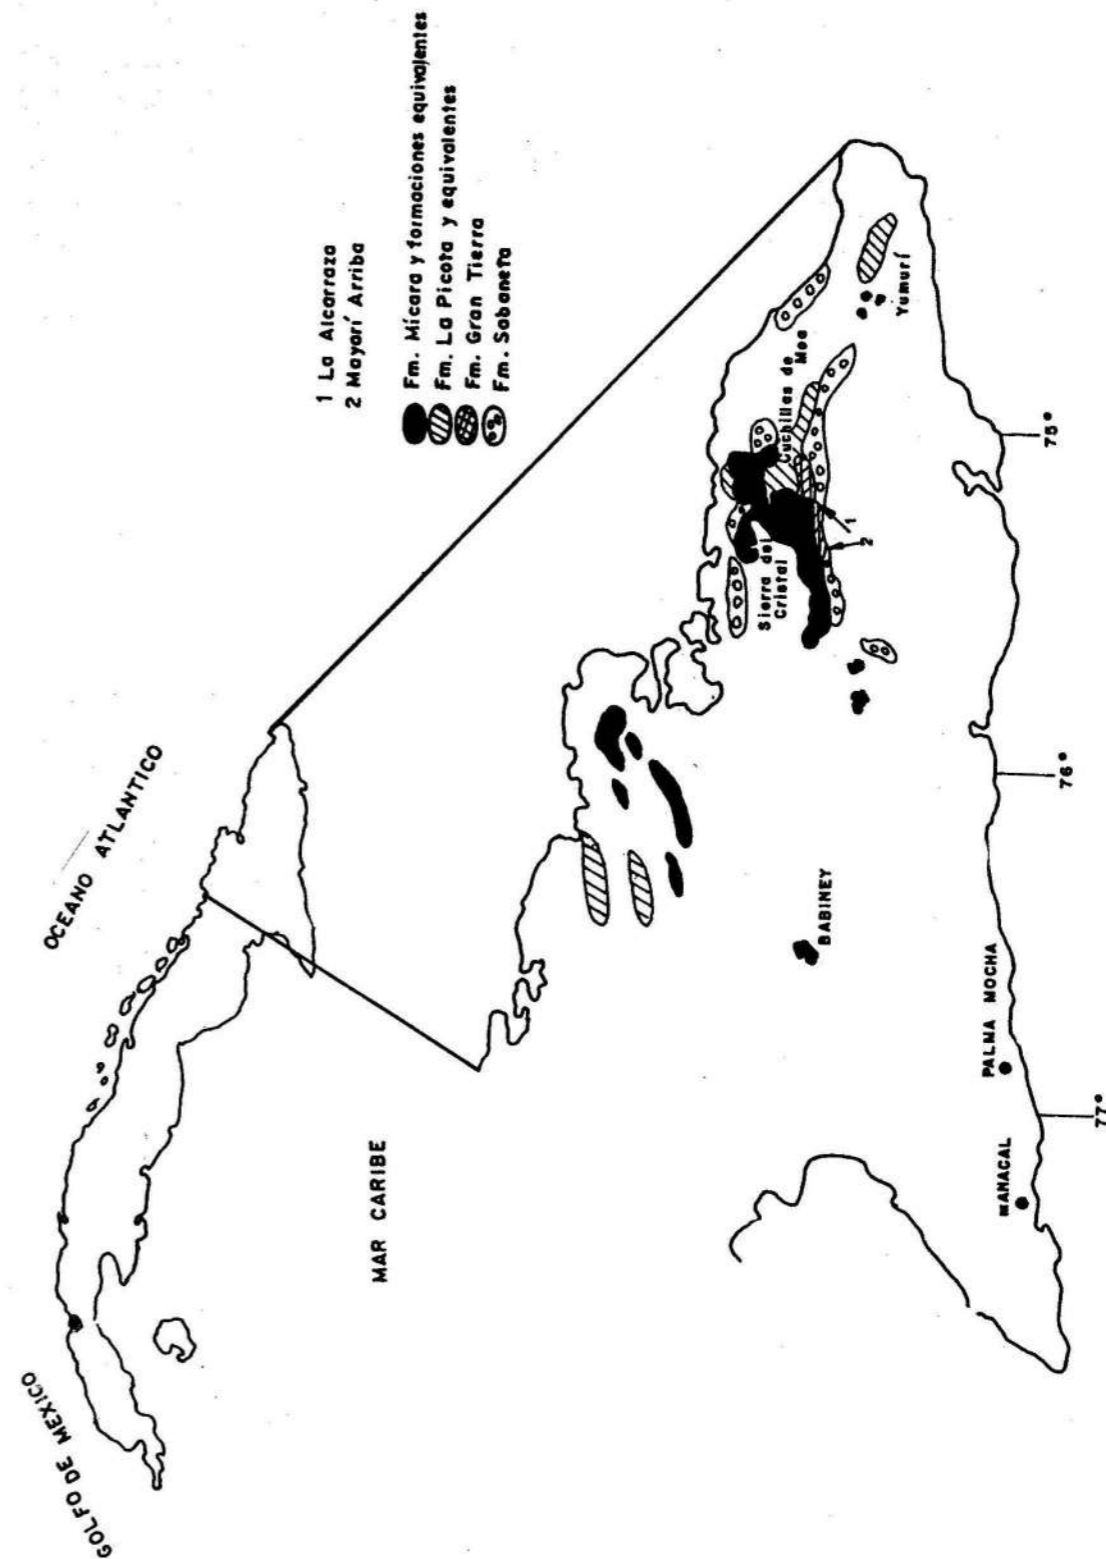 OCEANO ATLANTICO
GOLFO DE MEXICO
MAR CARIBE
1 La Alcarraza
2 Mayarí Arriba
Fm. Mícara y formaciones equivalentes
Fm. La Picota y equivalentes
Fm. Gran Tierra
Fm. Sabaneta
Sierra del
Cristal
Cuchillas de
Moa
Yumurí
1
2
BABINEY
PALMA MOCHA
MANACAL
77°
76°
75°